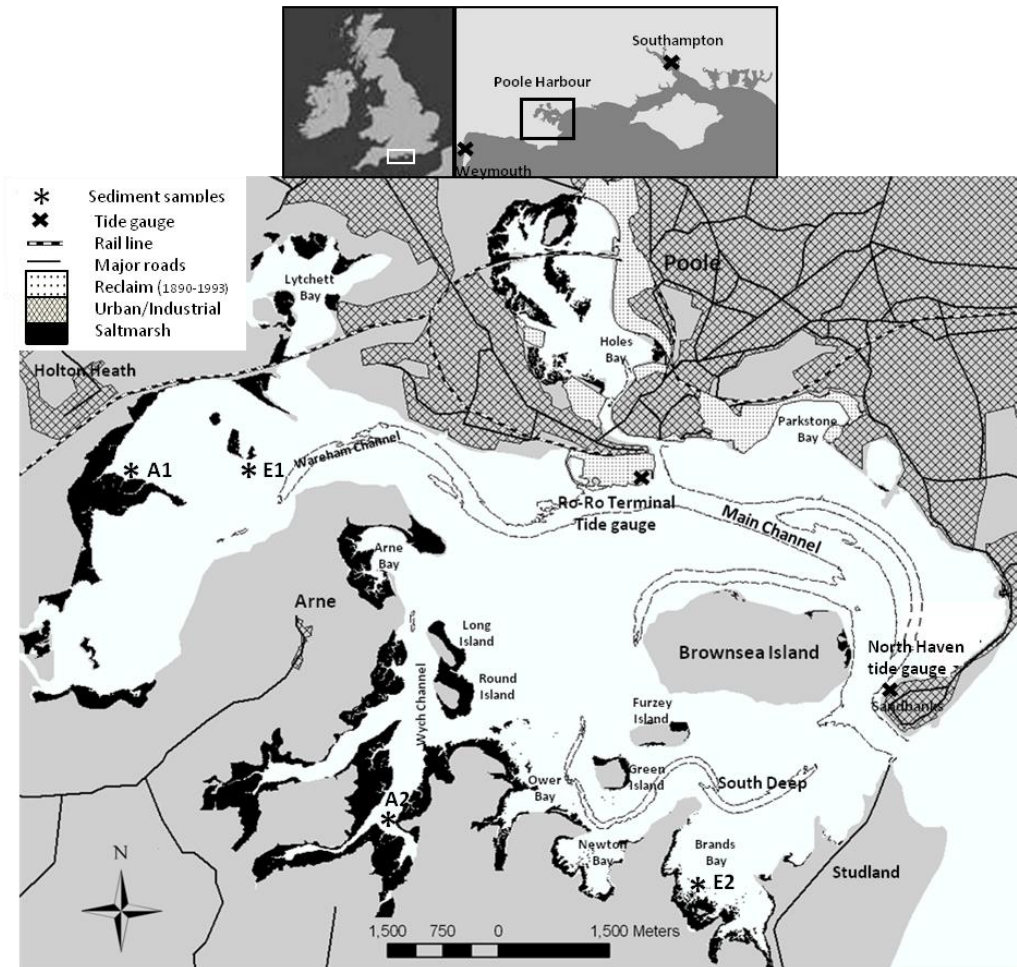 Southampton
Poole Harbour
Weymouth
Sediment samples
Tide gauge
Rail line
Major roads
Reclaim (1890-1993)
Urban/Industrial
Saltmarsh
Lytchett
Bay
Poole
Holes
Bay
Holton Heath
Parkstone
Bay
A1
E1
Wareham Channel
Ro-Ro Terminal
Tide gauge
Main Channel
Arne
Bay
Arne
Long
Island
Round
Island
Wych Channel
Brownsea Island
North Haven
tide gauge
Sandbanks
Furzey
Island
Green
Island
South Deep
Ower
Bay
A2
Newton
Bay
Brands
Bay
E2
Studland
N
1,500 750 0 1,500 Meters